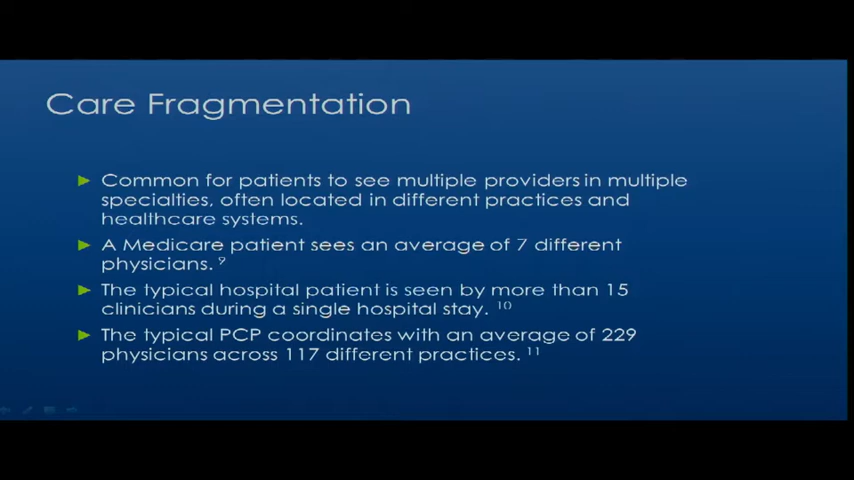 Care Fragmentation
Common for patients to see multiple providers in multiple
specialties, often located in different practices and
healthcare systems.
A Medicare patient sees an average of 7 different
physicians. 9
The typical hospital patient is seen by more than 15
clinicians during a single hospital stay. 10
The typical PCP coordinates with an average of 229
physicians across 117 different practices. 11